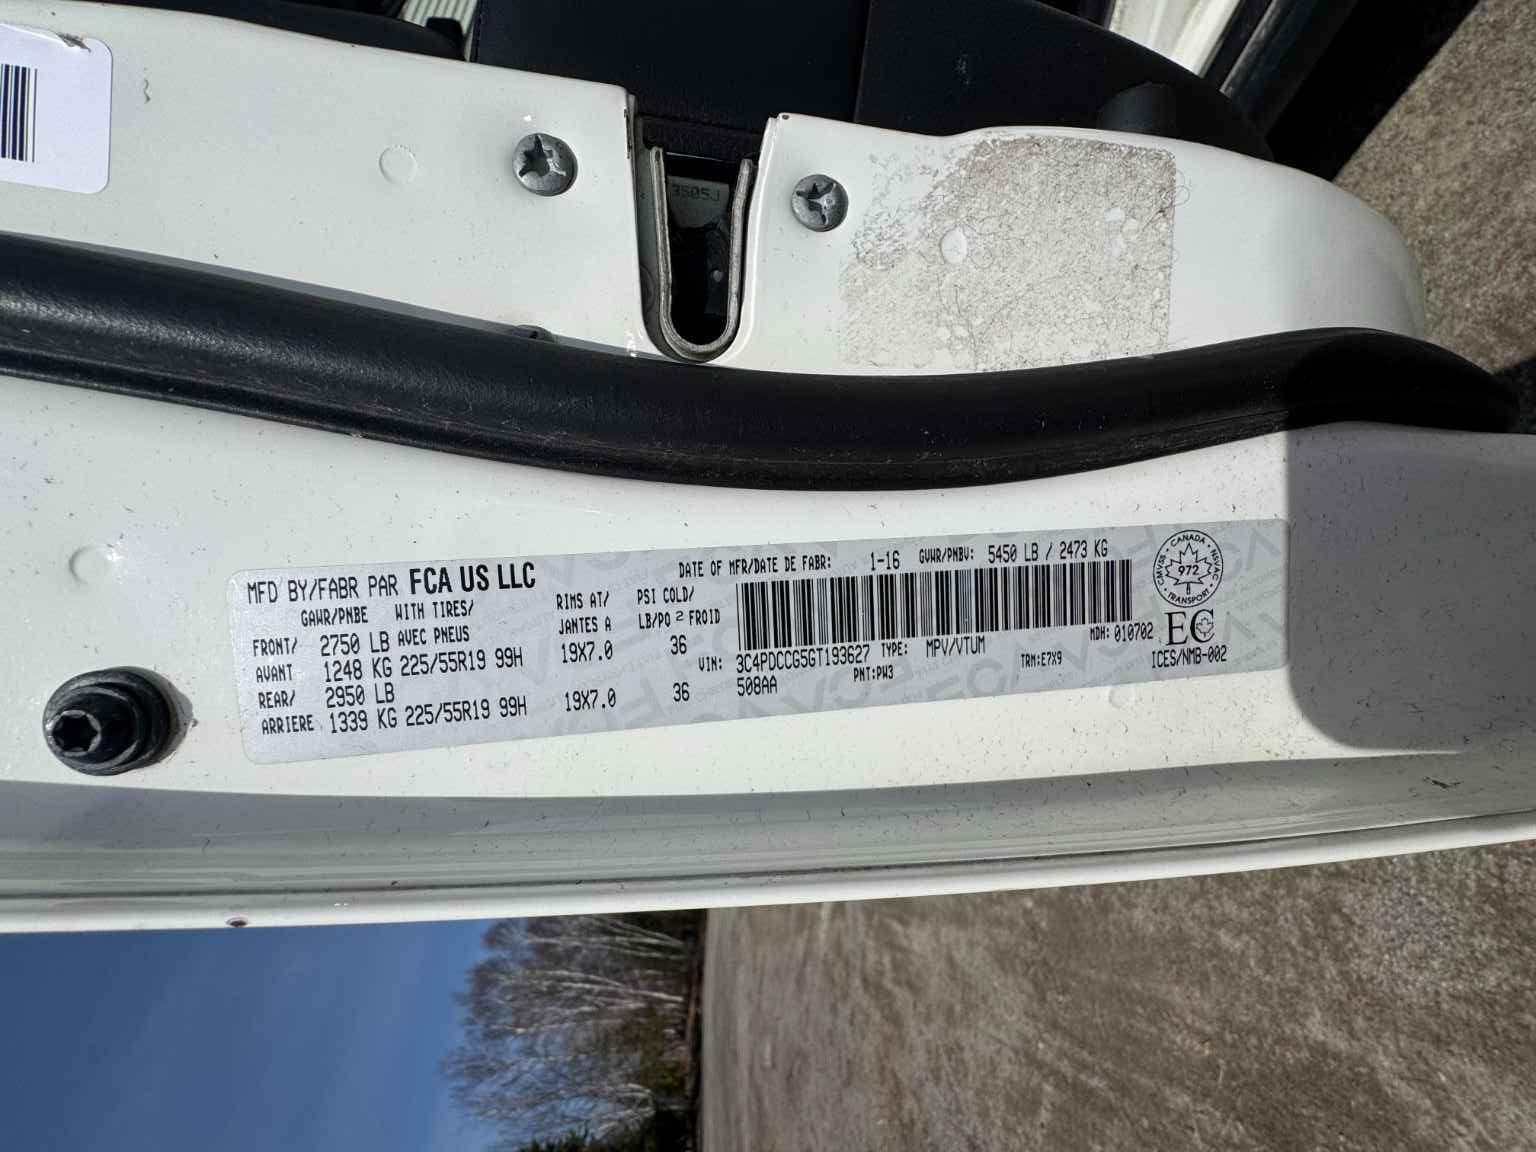 3505J
MFD BY/FABR PAR FCA US LLC
DATE OF MFR/DATE DE FABR: 1-16 GVWR/PNBV: 5450 LB / 2473 KG
GAWR/PNBE WITH TIRES/ RIMS AT/ PSI COLD/
AVEC PNEUS JANTES A LB/PO 2 FROID
FRONT/ 2750 LB
AVANT 1248 KG 225/55R19 99H 19X7.0 36
REAR/ 2950 LB
ARRIERE 1339 KG 225/55R19 99H 19X7.0 36
VIN: 3C4PDCCG5GT193627 TYPE: MPV/VTUM MDH: 010702
508AA PNT:PW3 TRM:E7X9
CANADA
CMVSS NSVAC
972
TRANSPORT
EC
ICES/NMB-002